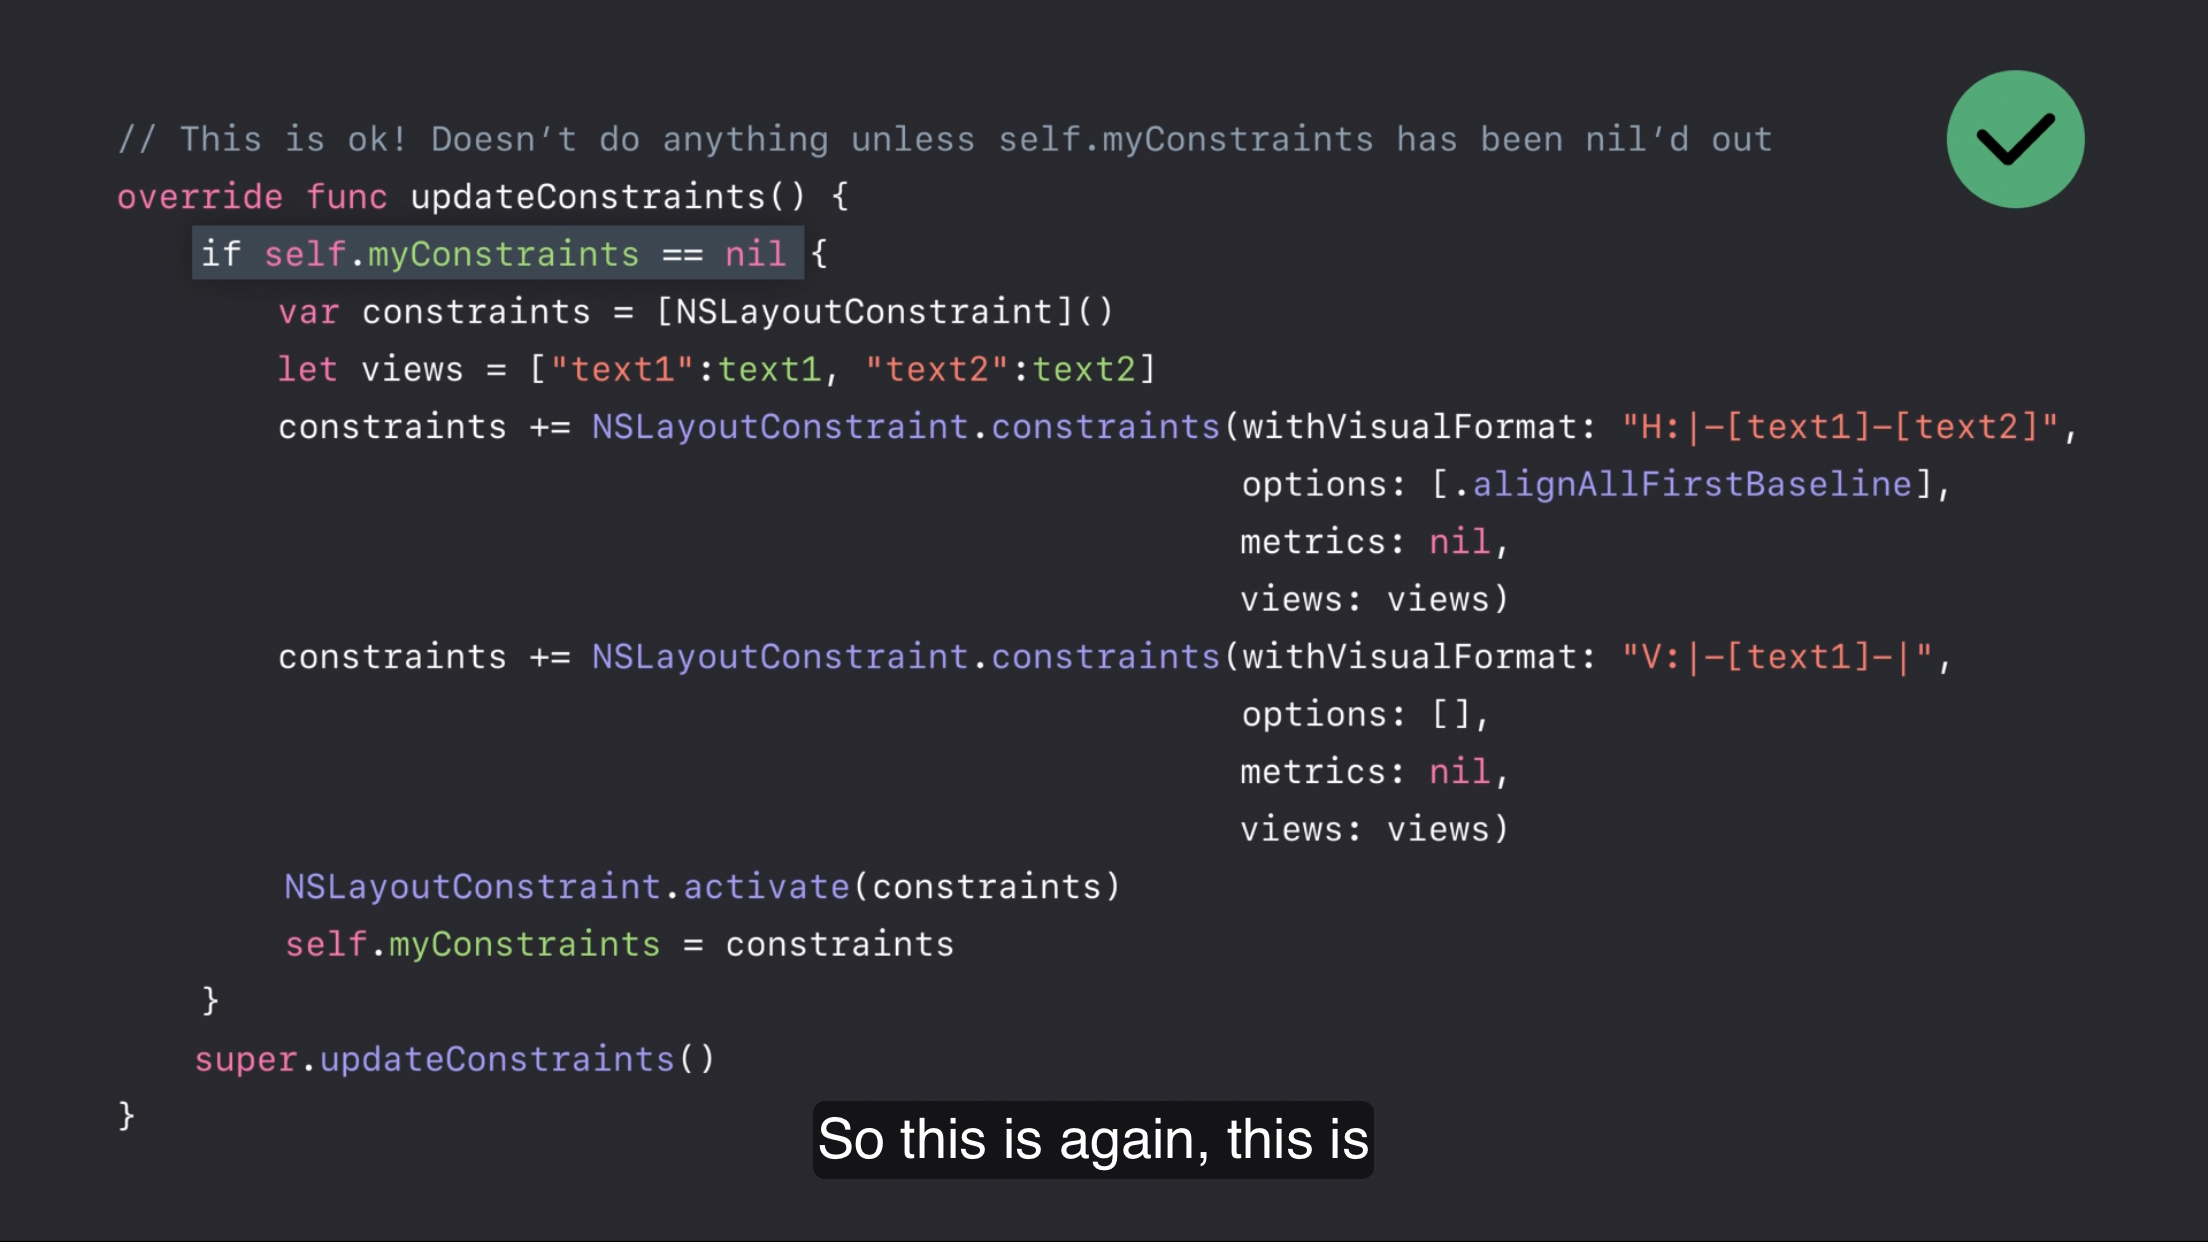 // This is ok! Doesn’t do anything unless self.myConstraints has been nil’d out
override func updateConstraints() {
    if self.myConstraints == nil {
        var constraints = [NSLayoutConstraint]()
        let views = ["text1":text1, "text2":text2]
        constraints += NSLayoutConstraint.constraints(withVisualFormat: "H:|-[text1]-[text2]",
                                                      options: [.alignAllFirstBaseline],
                                                      metrics: nil,
                                                      views: views)
        constraints += NSLayoutConstraint.constraints(withVisualFormat: "V:|-[text1]-|",
                                                      options: [],
                                                      metrics: nil,
                                                      views: views)
        NSLayoutConstraint.activate(constraints)
        self.myConstraints = constraints
    }
    super.updateConstraints()
}
So this is again, this is